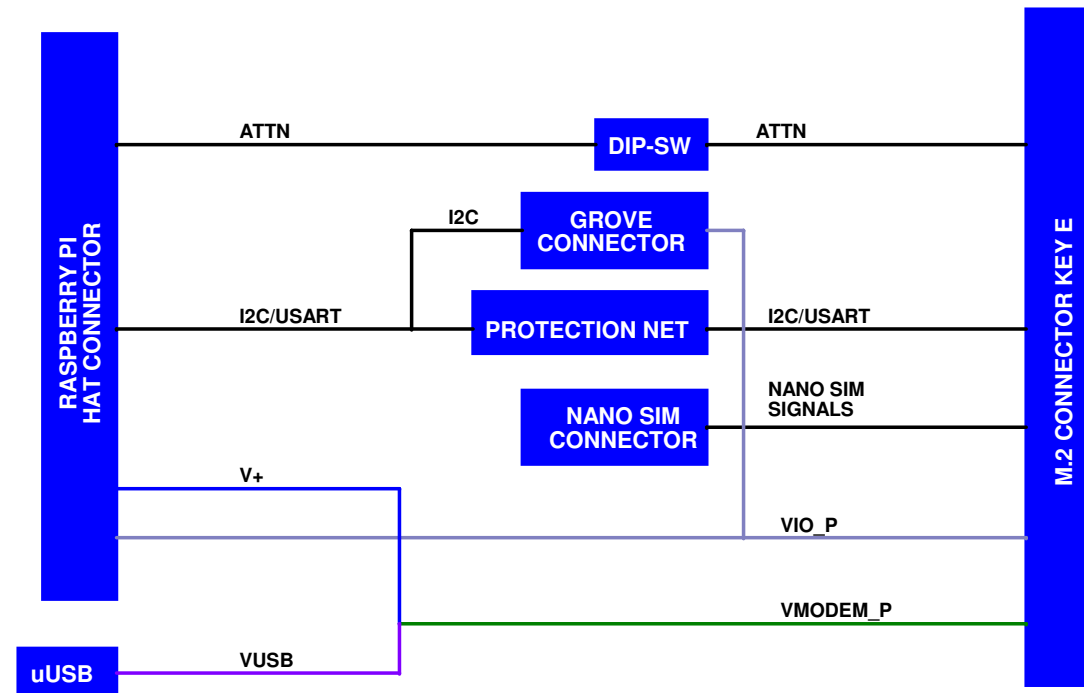 ATTN
DIP-SW
ATTN
I2C
GROVE
CONNECTOR
RASPBERRY PI
HAT CONNECTOR
I2C/USART
PROTECTION NET
I2C/USART
NANO SIM
CONNECTOR
NANO SIM
SIGNALS
M.2 CONNECTOR KEY E
V+
VIO_P
VMODEM_P
VUSB
uUSB